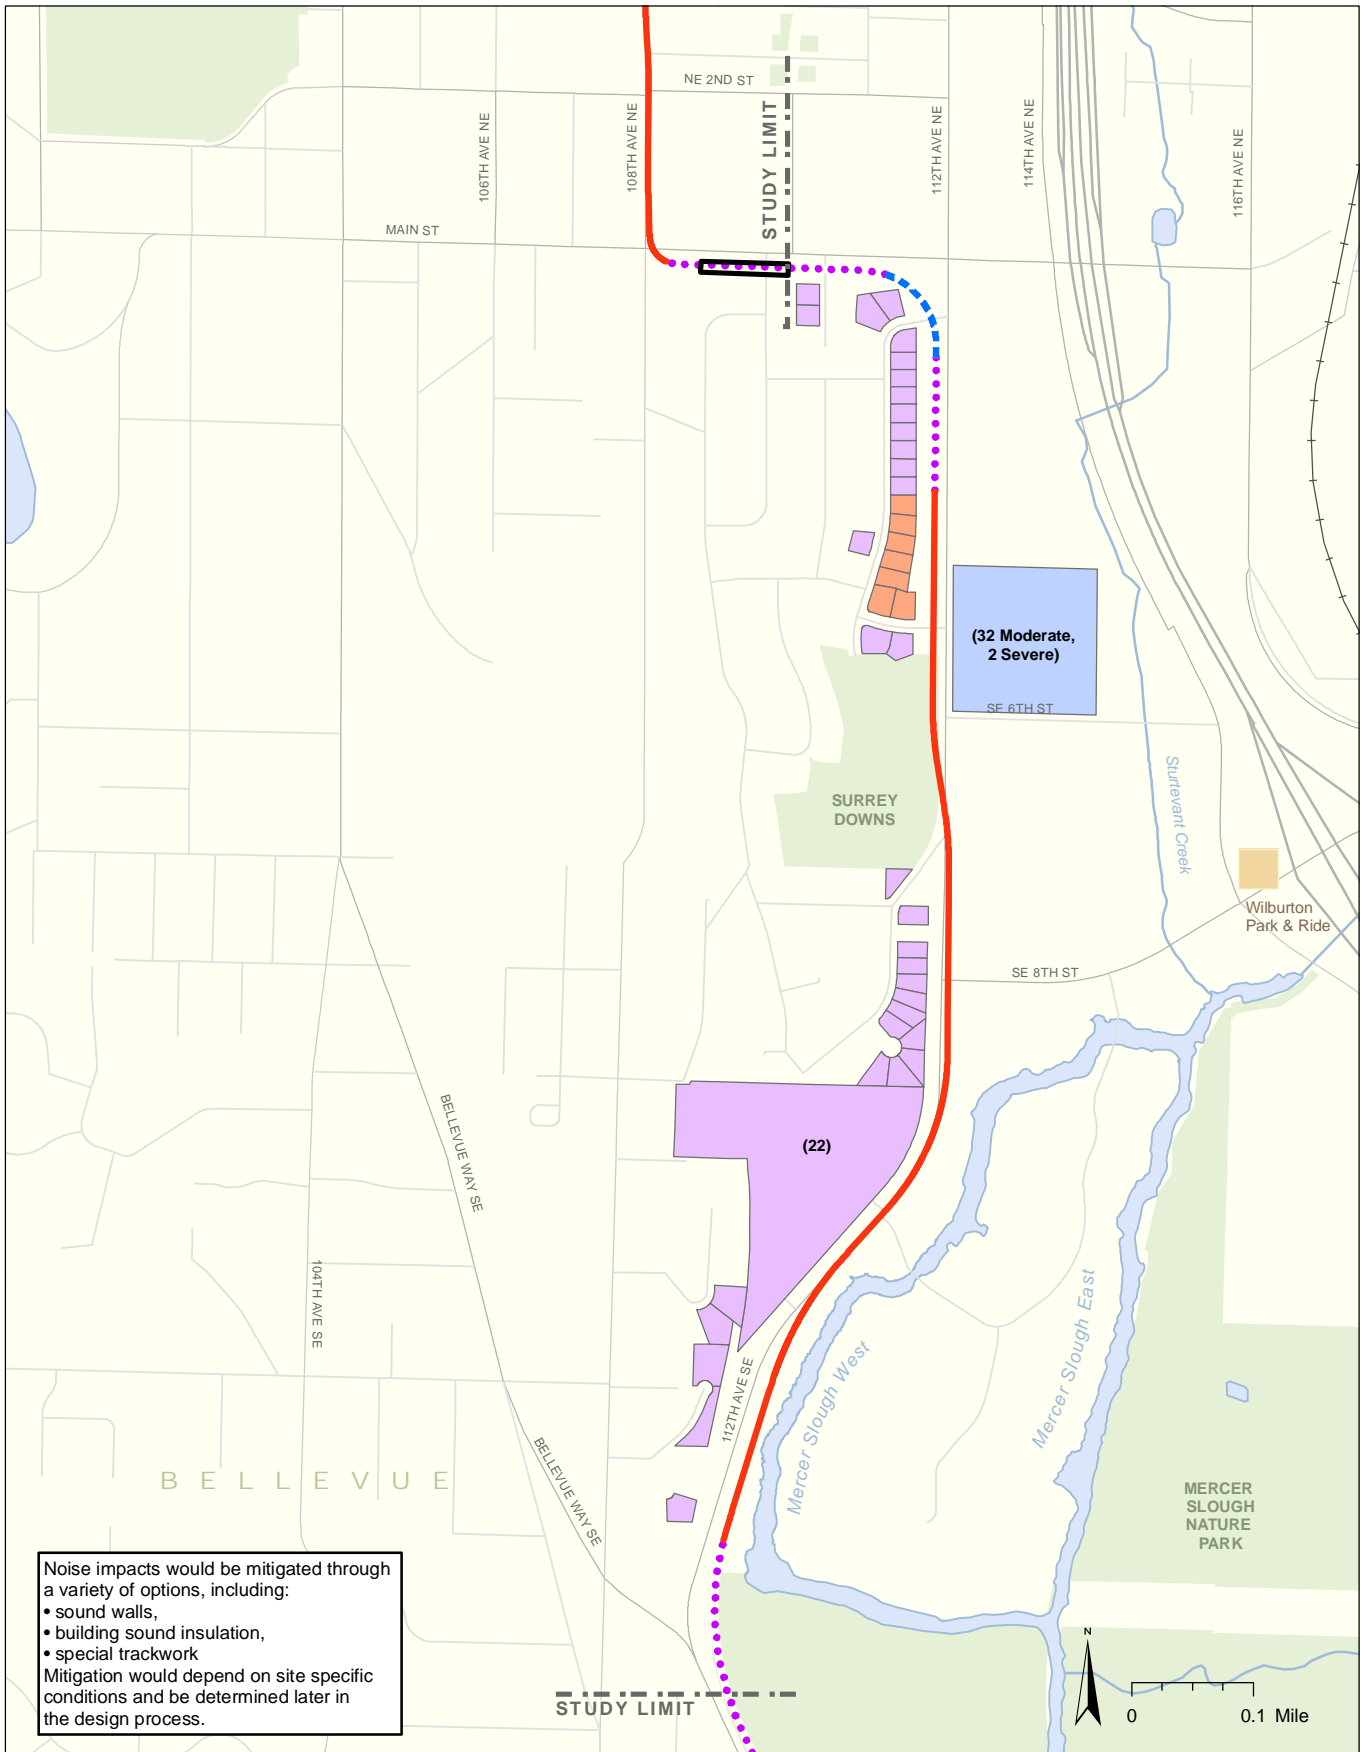 NE 2ND ST
STUDY LIMIT
106TH AVE NE
108TH AVE NE
112TH AVE NE
114TH AVE NE
116TH AVE NE
MAIN ST
(32 Moderate,
2 Severe)
SE 6TH ST
Sturtevant Creek
SURREY
DOWNS
Wilburton
Park & Ride
SE 8TH ST
BELLEVUE WAY SE
(22)
104TH AVE SE
112TH AVE SE
Mercer Slough West
Mercer Slough East
BELLEVUE WAY SE
BELLEVUE
MERCER
SLOUGH
NATURE
PARK
Noise impacts would be mitigated through
a variety of options, including:
• sound walls,
• building sound insulation,
• special trackwork
Mitigation would depend on site specific
conditions and be determined later in
the design process.
STUDY LIMIT
N
0 0.1 Mile